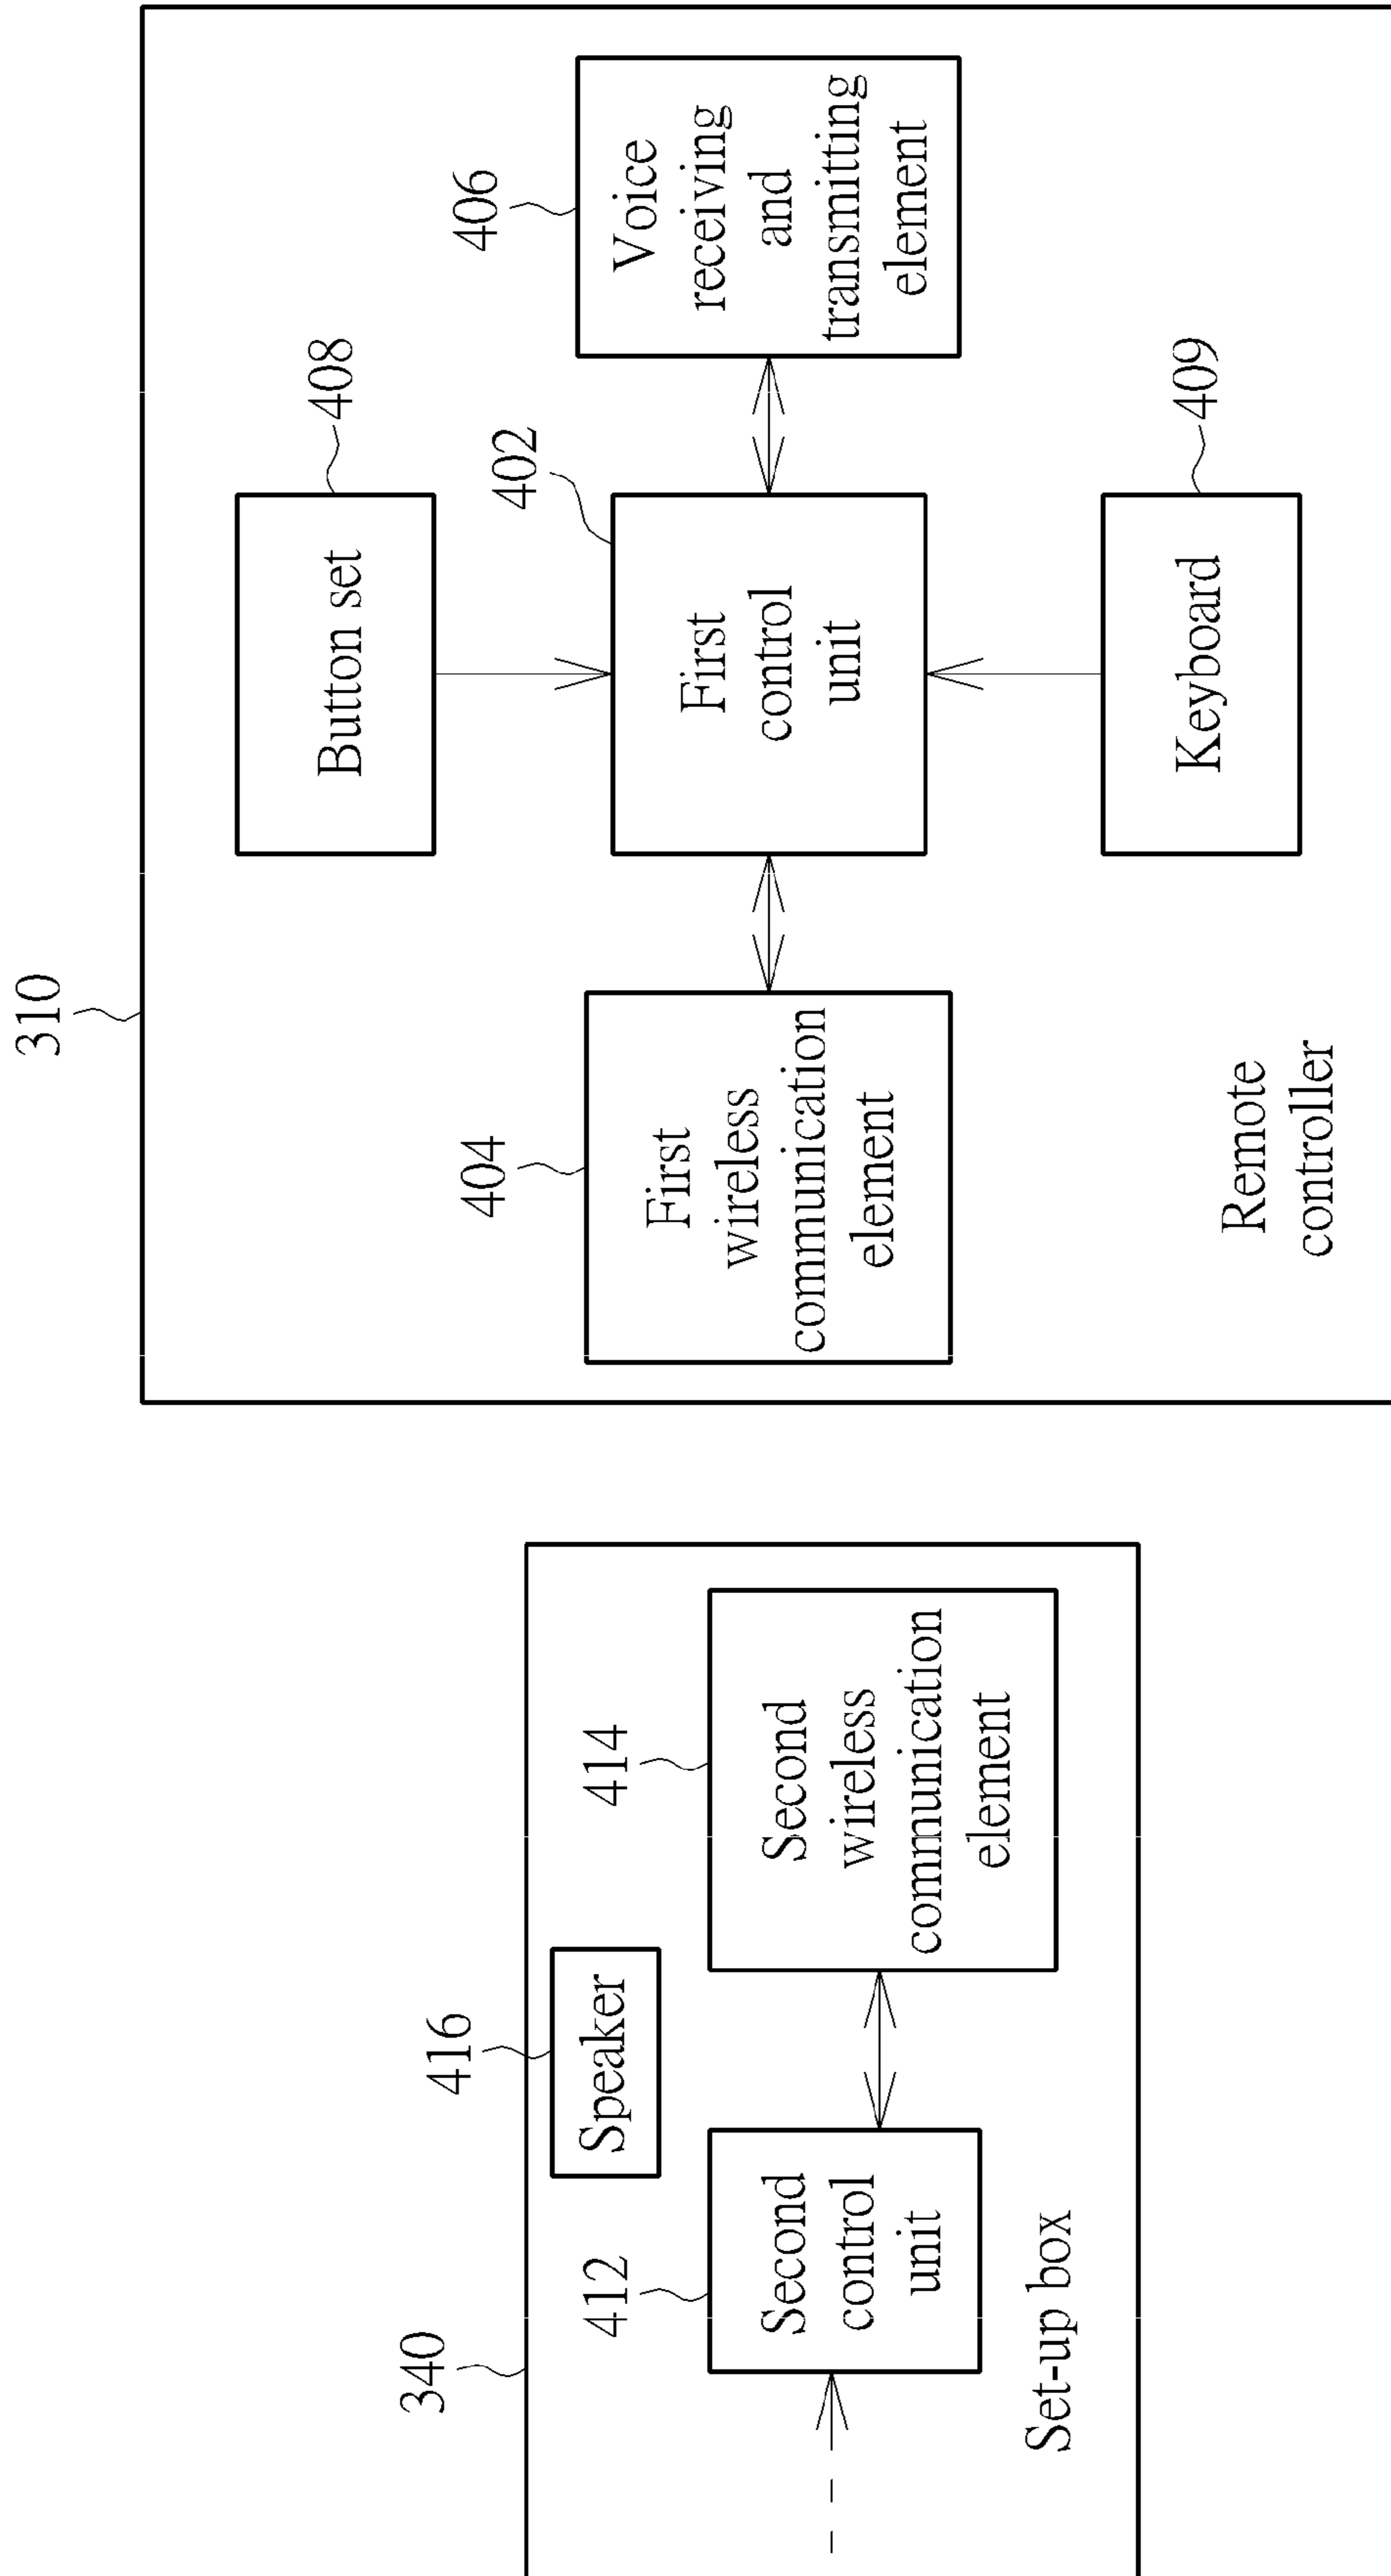 340
412
Second
control
unit
416
Speaker
414
Second
wireless
communication
element
Set-up box
310
404
First
wireless
communication
element
408
Button set
402
First
control
unit
406
Voice
receiving
and
transmitting
element
409
Keyboard
Remote
controller